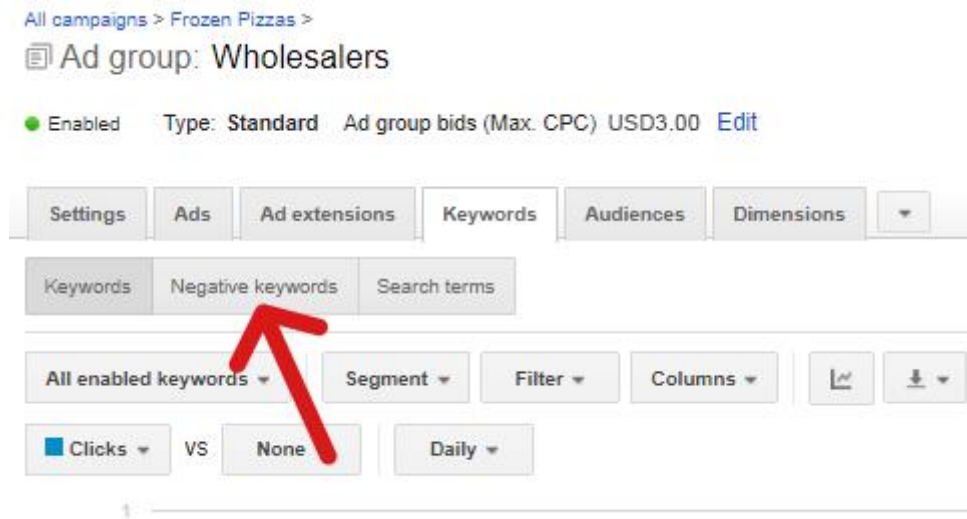 All campaigns > Frozen Pizzas >
Ad group: Wholesalers
Enabled Type: Standard Ad group bids (Max. CPC) USD3.00 Edit
Settings Ads Ad extensions Keywords Audiences Dimensions
Keywords Negative keywords Search terms
All enabled keywords Segment Filter Columns
Clicks VS None Daily
1